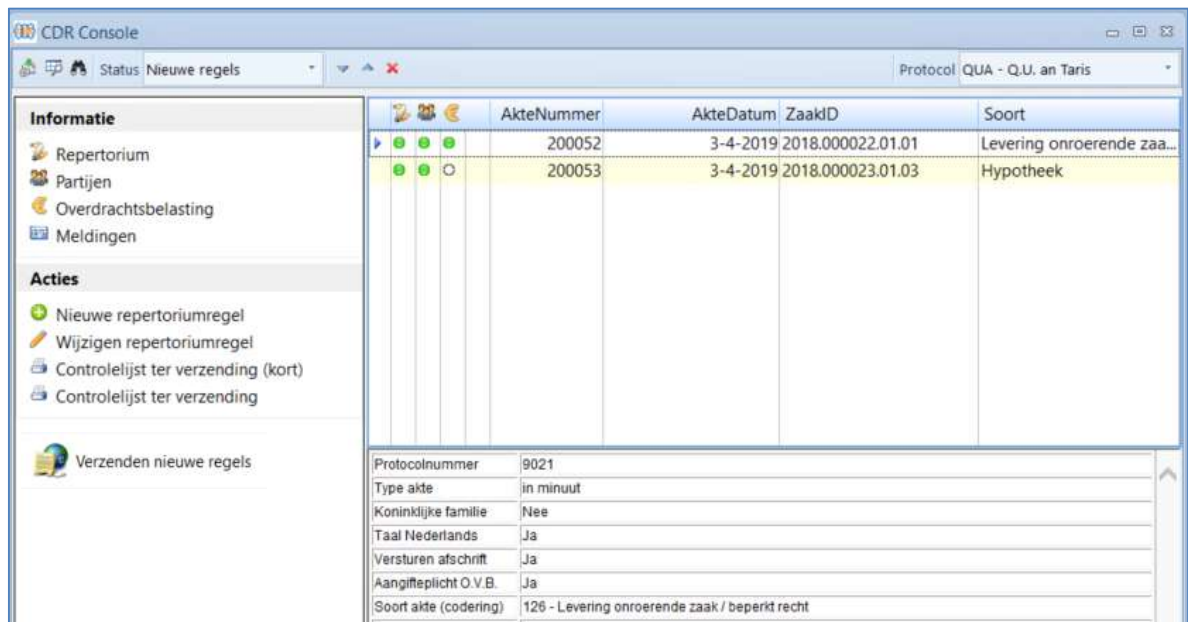 CDR Console
Status Nieuwe regels
Protocol QUA - Q.U. an Taris
Informatie
Repertorium
Partijen
Overdrachtsbelasting
Meldingen
Acties
Nieuwe repertoriumregel
Wijzigen repertoriumregel
Controlelijst ter verzending (kort)
Controlelijst ter verzending
Verzenden nieuwe regels
AkteNummer AkteDatum ZaakID Soort
200052 3-4-2019 2018.000022.01.01 Levering onroerende zaa...
200053 3-4-2019 2018.000023.01.03 Hypotheek
Protocolnummer 9021
Type akte in minuut
Koninklijke familie Nee
Taal Nederlands Ja
Versturen afschrift Ja
Aangifteplicht O.V.B. Ja
Soort akte (codering) 126 - Levering onroerende zaak / beperkt recht